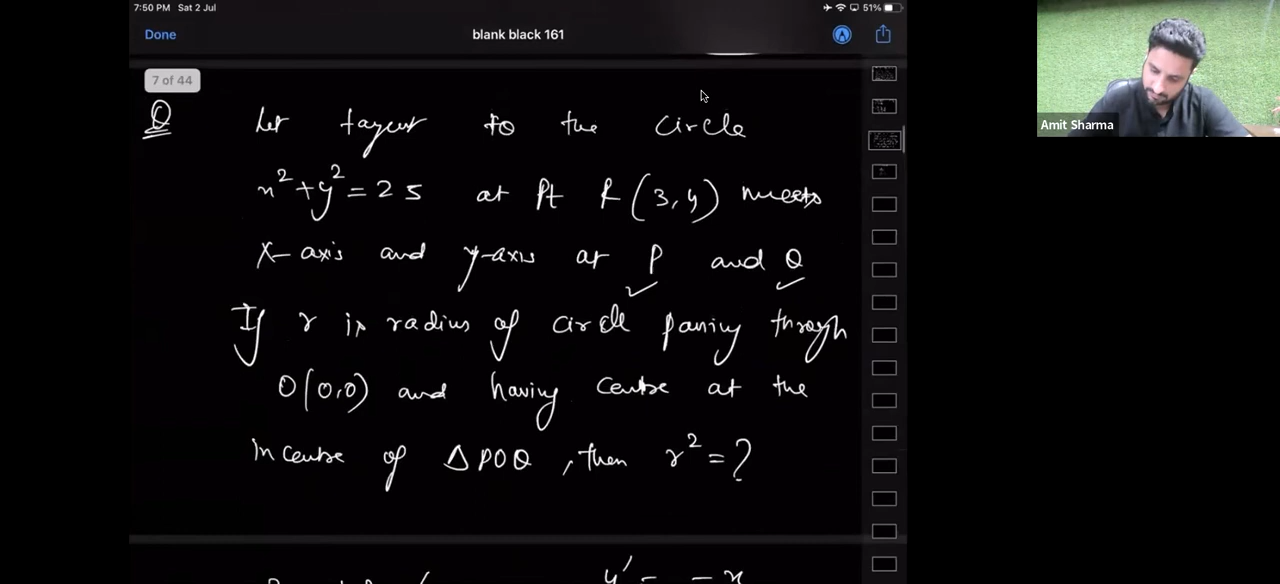 7:50 PM Sat 2 Jul
51%
Done
blank black 161
7 of 44
Amit Sharma
Q Let tangent to the circle
x² + y² = 25 at pt R (3,4) meets
x-axis and y-axis at P and Q
If r is radius of circle passing through
O(0,0) and having centre at the
incentre of Δ POQ, then r² = ?
y' = - x